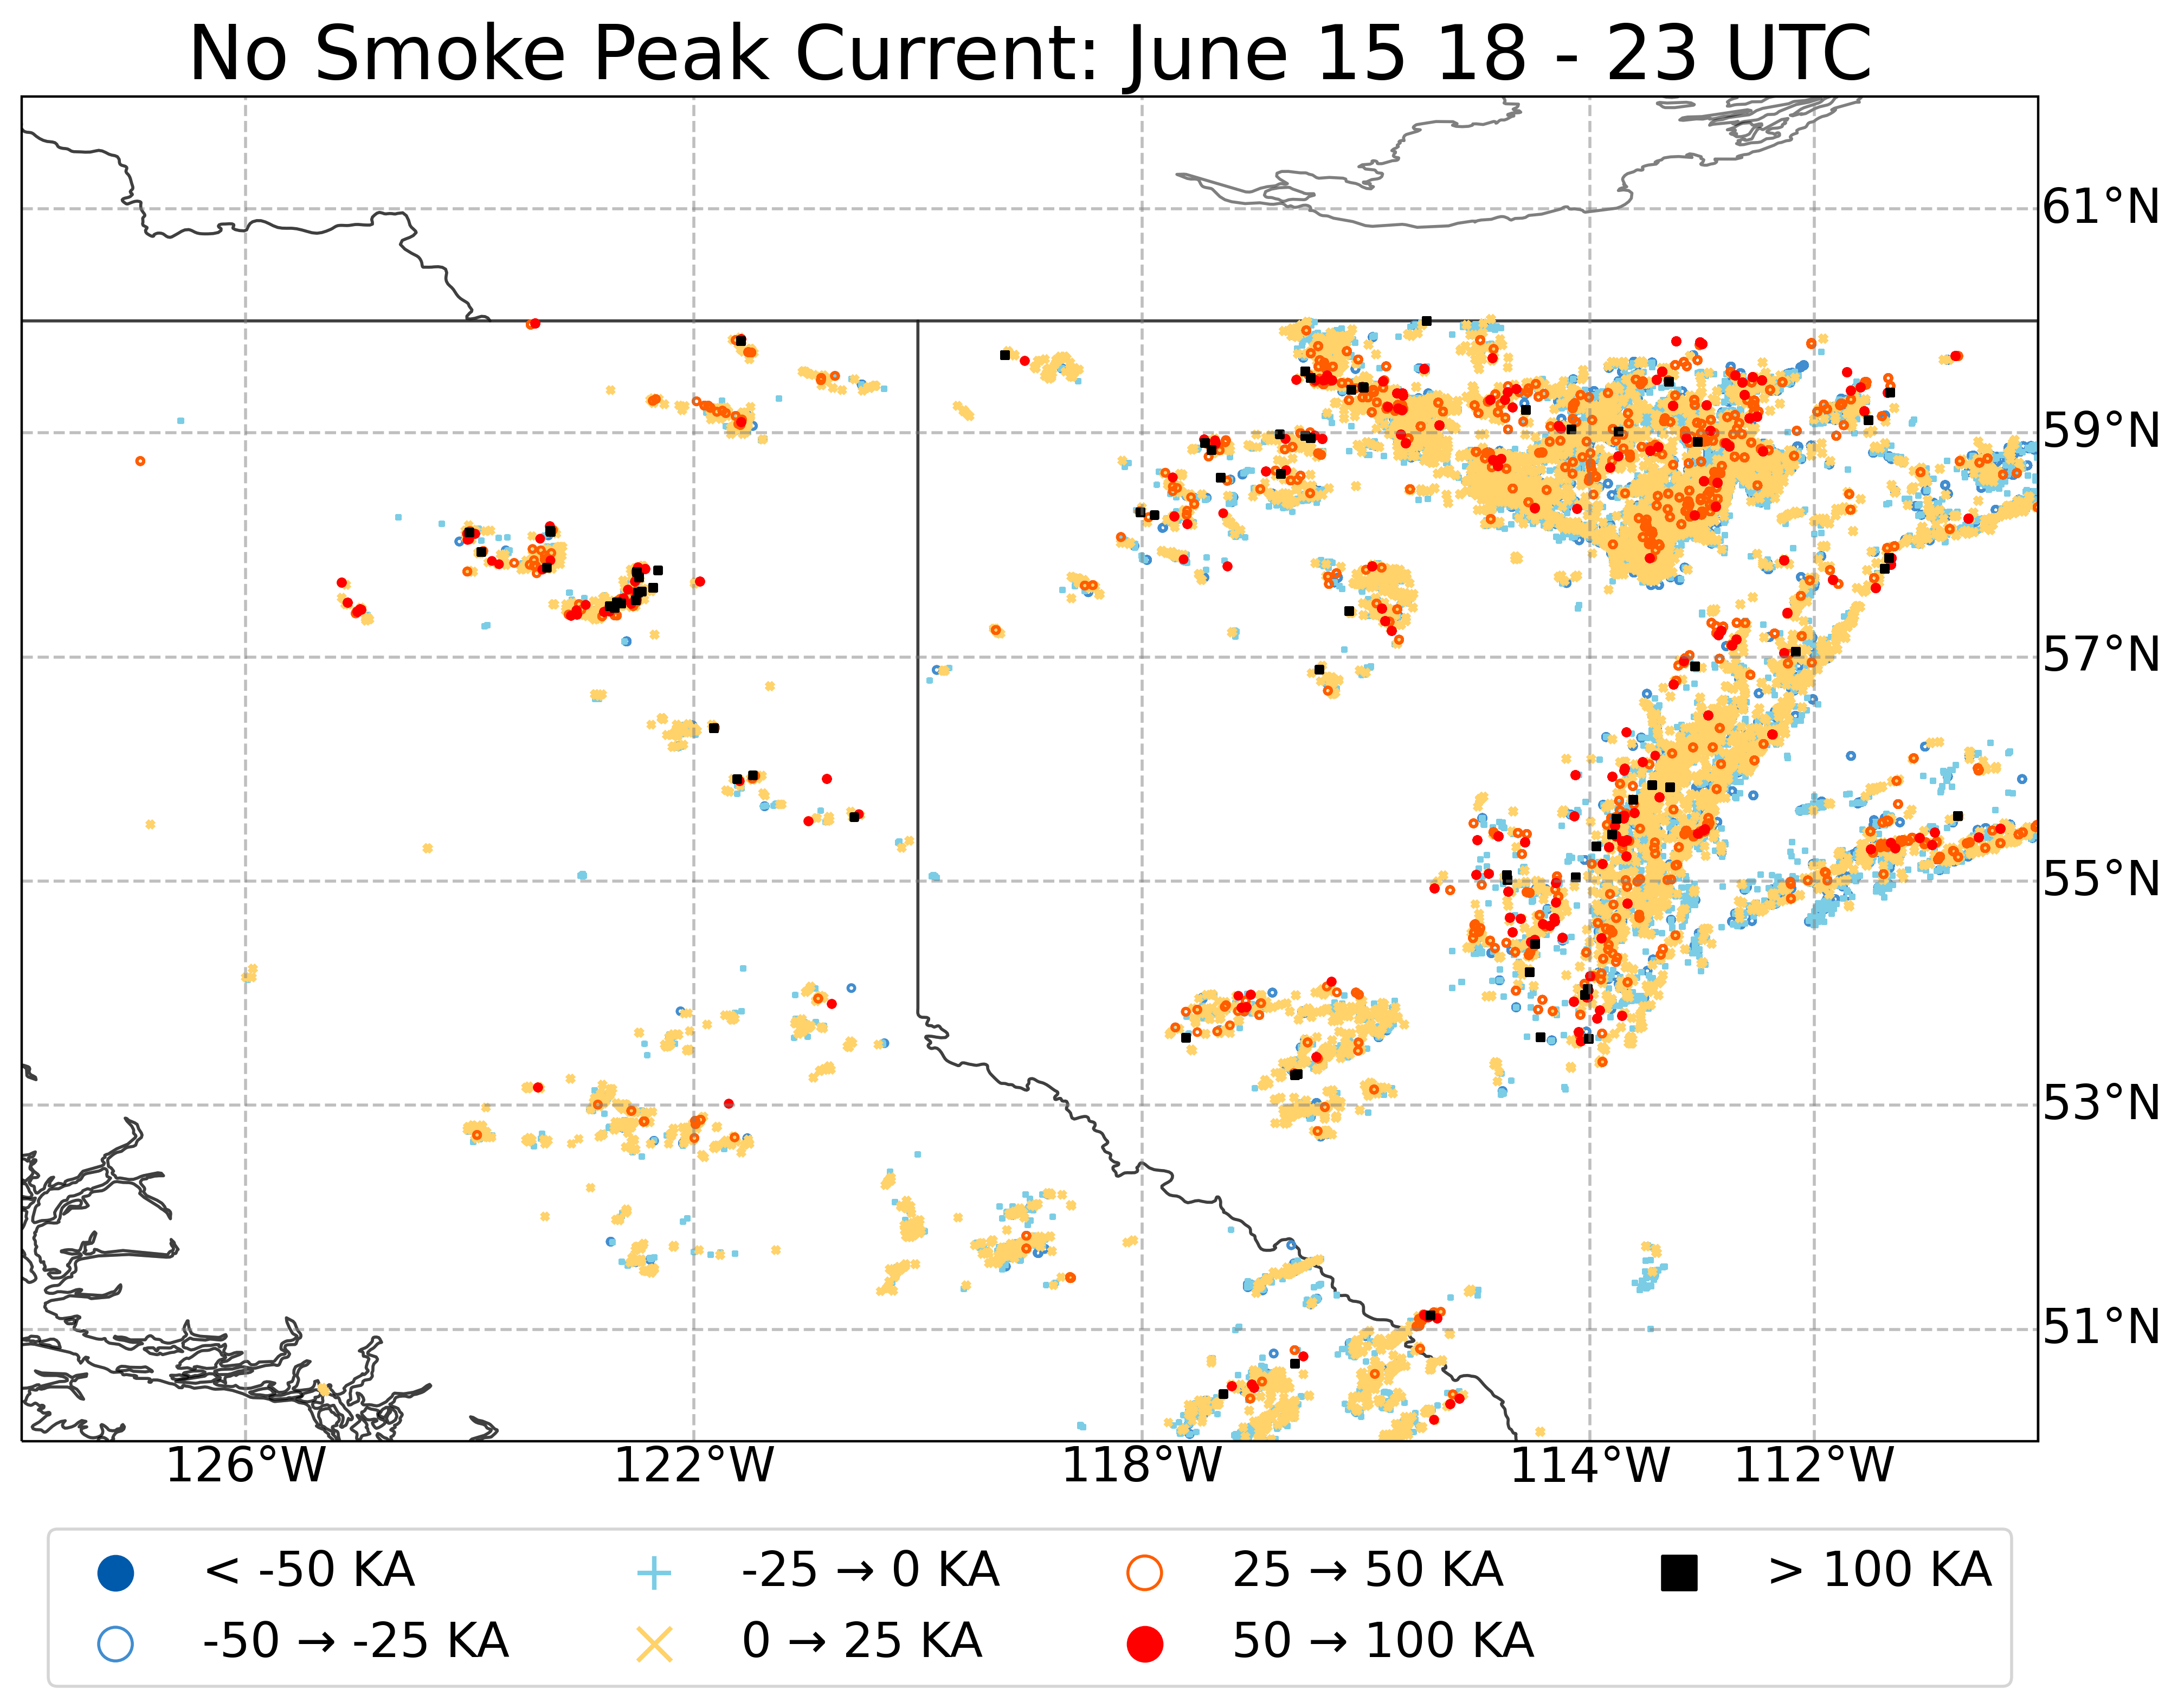 No Smoke Peak Current: June 15 18 - 23 UTC
61°N
59°N
57°N
55°N
53°N
51°N
126°W 122°W 118°W 114°W 112°W
< -50 KA -25 → 0 KA 25 → 50 KA > 100 KA
-50 → -25 KA 0 → 25 KA 50 → 100 KA